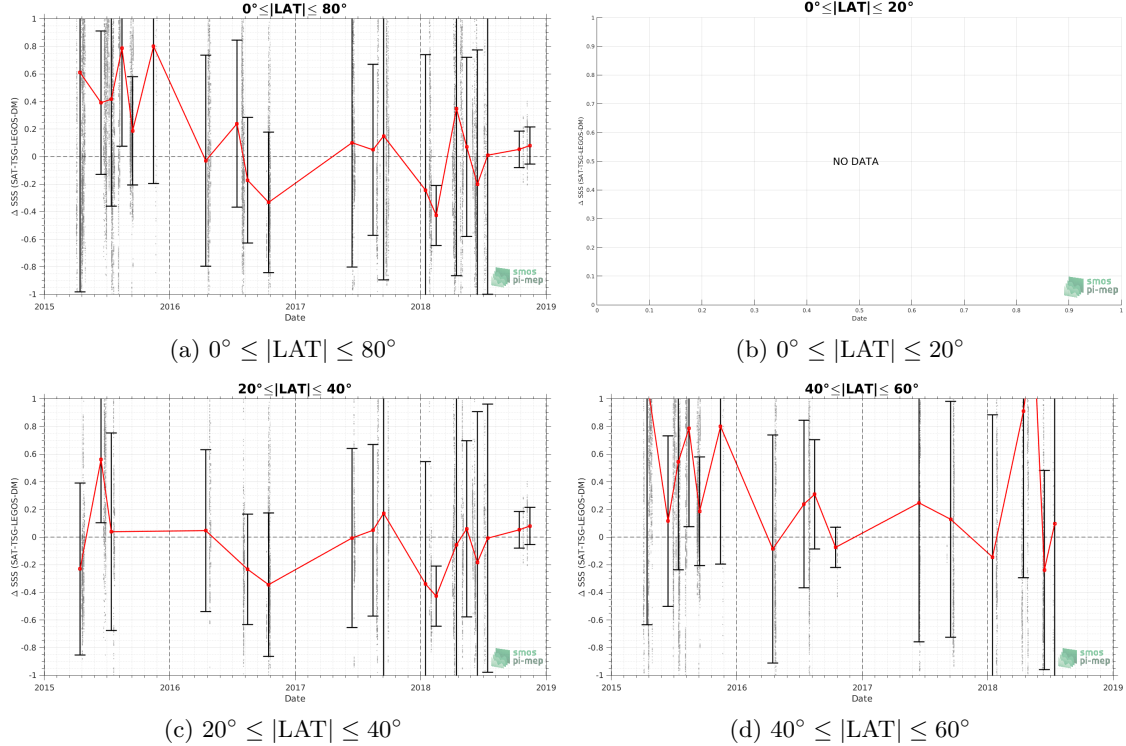 0°≤|LAT|≤ 80°
Δ SSS (SAT-TSG-LEGOS-DM)
1
0.8
0.6
0.4
0.2
0
-0.2
-0.4
-0.6
-0.8
-1
2015
2016
2017
2018
2019
Date
smos
pi-mep
(a) 0° ≤ |LAT| ≤ 80°
0°≤|LAT|≤ 20°
Δ SSS (SAT-TSG-LEGOS-DM)
1
0.9
0.8
0.7
0.6
0.5
0.4
0.3
0.2
0.1
0
NO DATA
0
0.1
0.2
0.3
0.4
0.5
0.6
0.7
0.8
0.9
1
Date
smos
pi-mep
(b) 0° ≤ |LAT| ≤ 20°
20°≤|LAT|≤ 40°
Δ SSS (SAT-TSG-LEGOS-DM)
1
0.8
0.6
0.4
0.2
0
-0.2
-0.4
-0.6
-0.8
-1
2015
2016
2017
2018
2019
Date
smos
pi-mep
(c) 20° ≤ |LAT| ≤ 40°
40°≤|LAT|≤ 60°
Δ SSS (SAT-TSG-LEGOS-DM)
1
0.8
0.6
0.4
0.2
0
-0.2
-0.4
-0.6
-0.8
-1
2015
2016
2017
2018
2019
Date
smos
pi-mep
(d) 40° ≤ |LAT| ≤ 60°